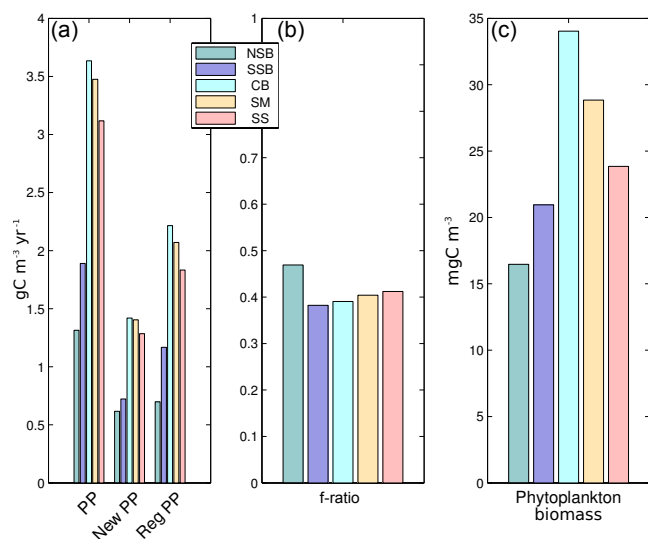 (a)
(b)
(c)
NSB
SSB
CB
SM
SS
gC m⁻³ yr⁻¹
4
3.5
3
2.5
2
1.5
1
0.5
0
PP
New PP
Reg PP
1
0.7
0.6
0.5
0.4
0.3
0.2
0.1
0
f-ratio
mgC m⁻³
35
30
25
20
15
10
5
0
Phytoplankton
biomass